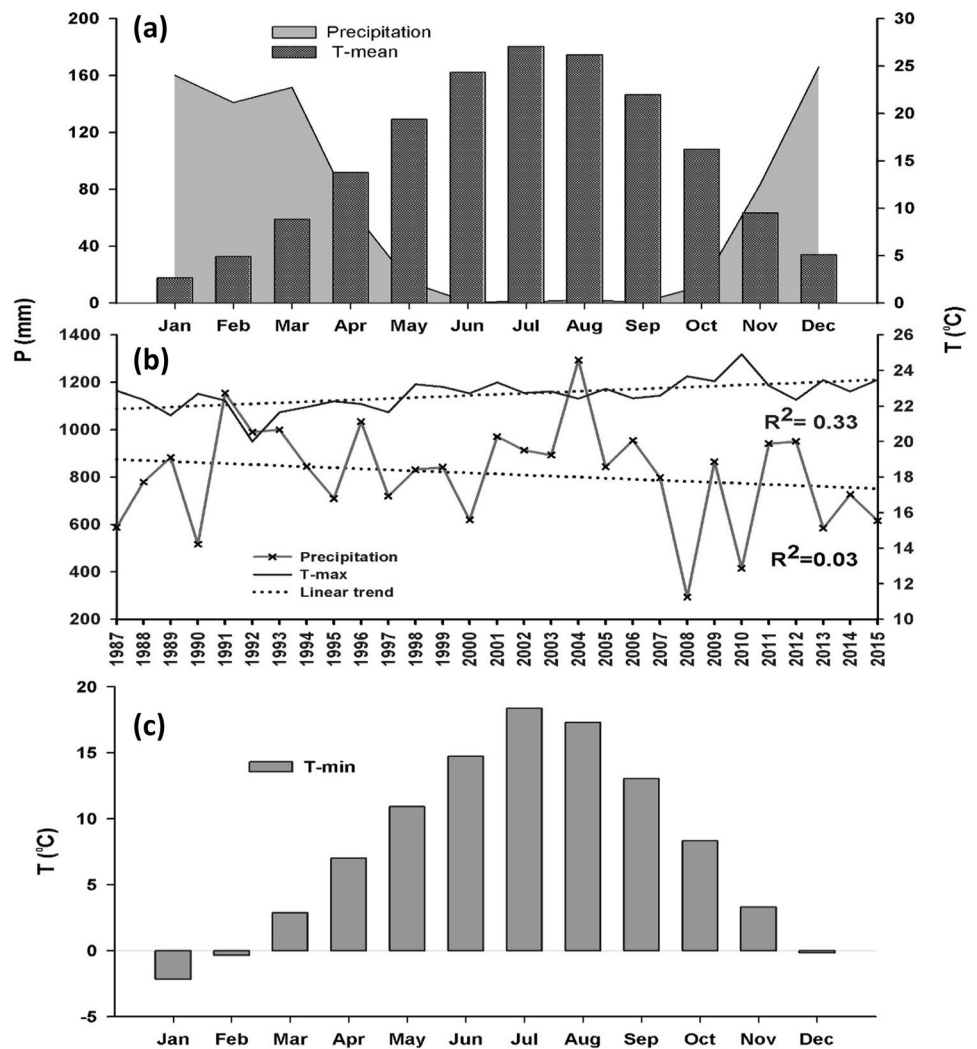 (a)
Precipitation
T-mean
200
160
120
80
40
0
30
25
20
15
10
5
0
Jan Feb Mar Apr May Jun Jul Aug Sep Oct Nov Dec
P (mm)
T (⁰C)
(b)
1400
1200
1000
800
600
400
200
26
24
22
20
18
16
14
12
10
R²= 0.33
R²=0.03
Precipitation
T-max
Linear trend
1987 1988 1989 1990 1991 1992 1993 1994 1995 1996 1997 1998 1999 2000 2001 2002 2003 2004 2005 2006 2007 2008 2009 2010 2011 2012 2013 2014 2015
(c)
T-min
T (⁰C)
20
15
10
5
0
-5
Jan Feb Mar Apr May Jun Jul Aug Sep Oct Nov Dec